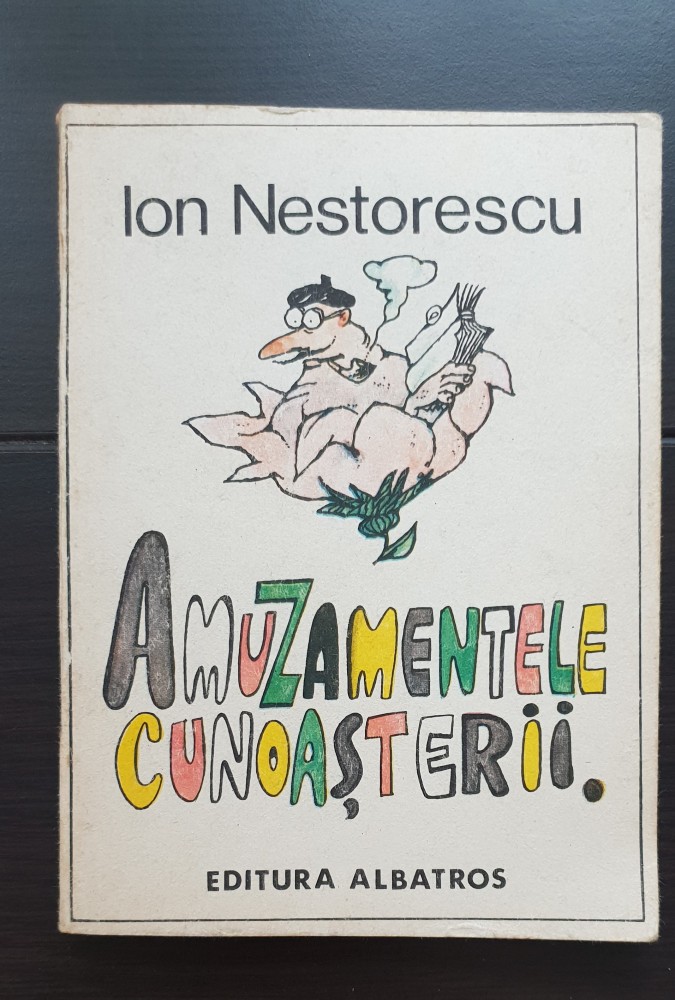 Ion Nestorescu
AMUZAMENTELE
CUNOAȘTERII.
EDITURA ALBATROS